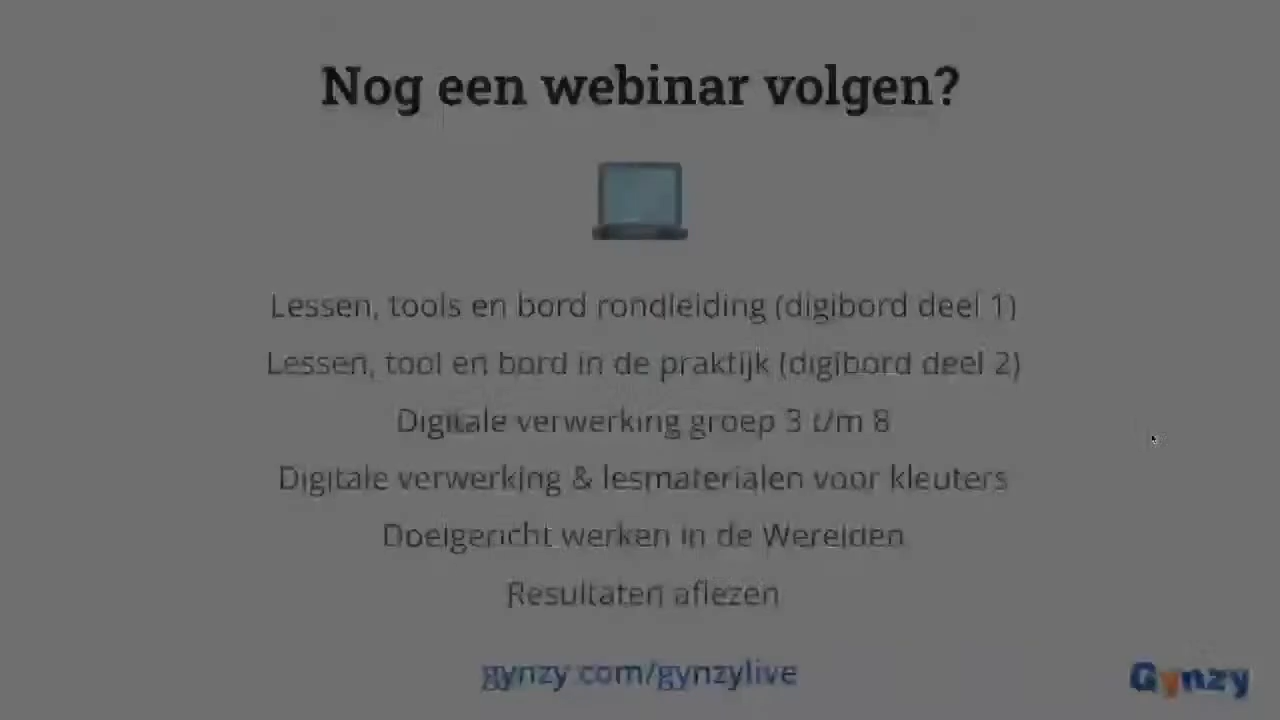 Nog een webinar volgen?
Lessen, tools en bord rondleiding (digibord deel 1)
Lessen, tool en bord in de praktijk (digibord deel 2)
Digitale verwerking groep 3 t/m 8
Digitale verwerking & lesmaterialen voor kleuters
Doelgericht werken in de Werelden
Resultaten aflezen
gynzy.com/gynzylive
Gynzy